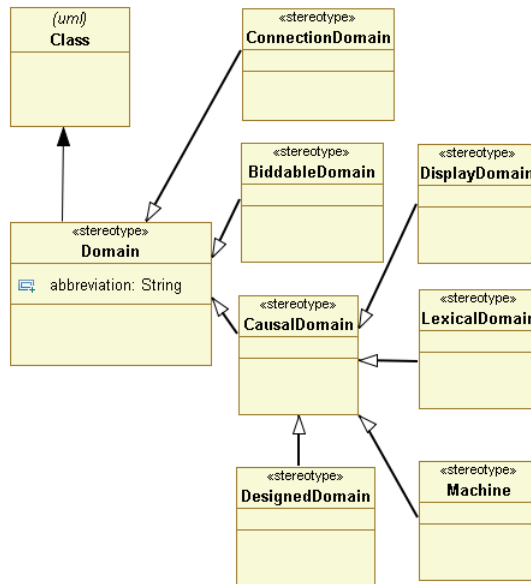 (uml)
Class
«stereotype»
ConnectionDomain
«stereotype»
BiddableDomain
«stereotype»
DisplayDomain
«stereotype»
Domain
abbreviation: String
«stereotype»
CausalDomain
«stereotype»
LexicalDomain
«stereotype»
DesignedDomain
«stereotype»
Machine